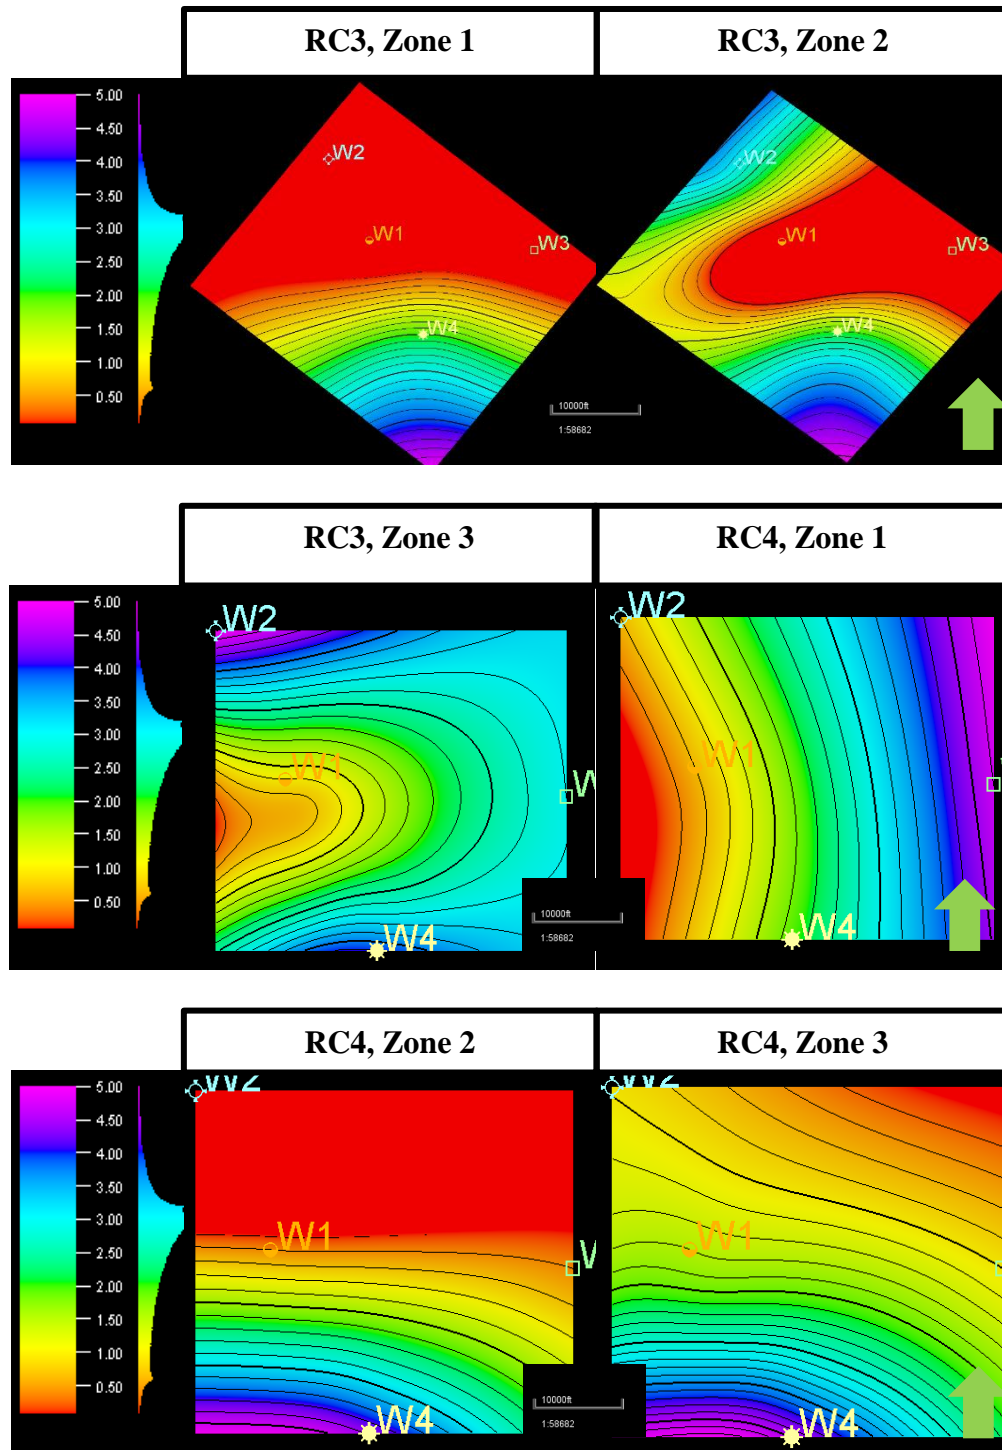 RC3, Zone 1
RC3, Zone 2
5.00
4.50
4.00
3.50
3.00
2.50
2.00
1.50
1.00
0.50
W2
W1
W3
W4
W2
W1
W3
W4
10000ft
1:58682
RC3, Zone 3
RC4, Zone 1
5.00
4.50
4.00
3.50
3.00
2.50
2.00
1.50
1.00
0.50
W2
W1
W
W4
W2
W1
W4
10000ft
1:58682
RC4, Zone 2
RC4, Zone 3
5.00
4.50
4.00
3.50
3.00
2.50
2.00
1.50
1.00
0.50
W2
W1
W4
W2
W1
W4
10000ft
1:58682